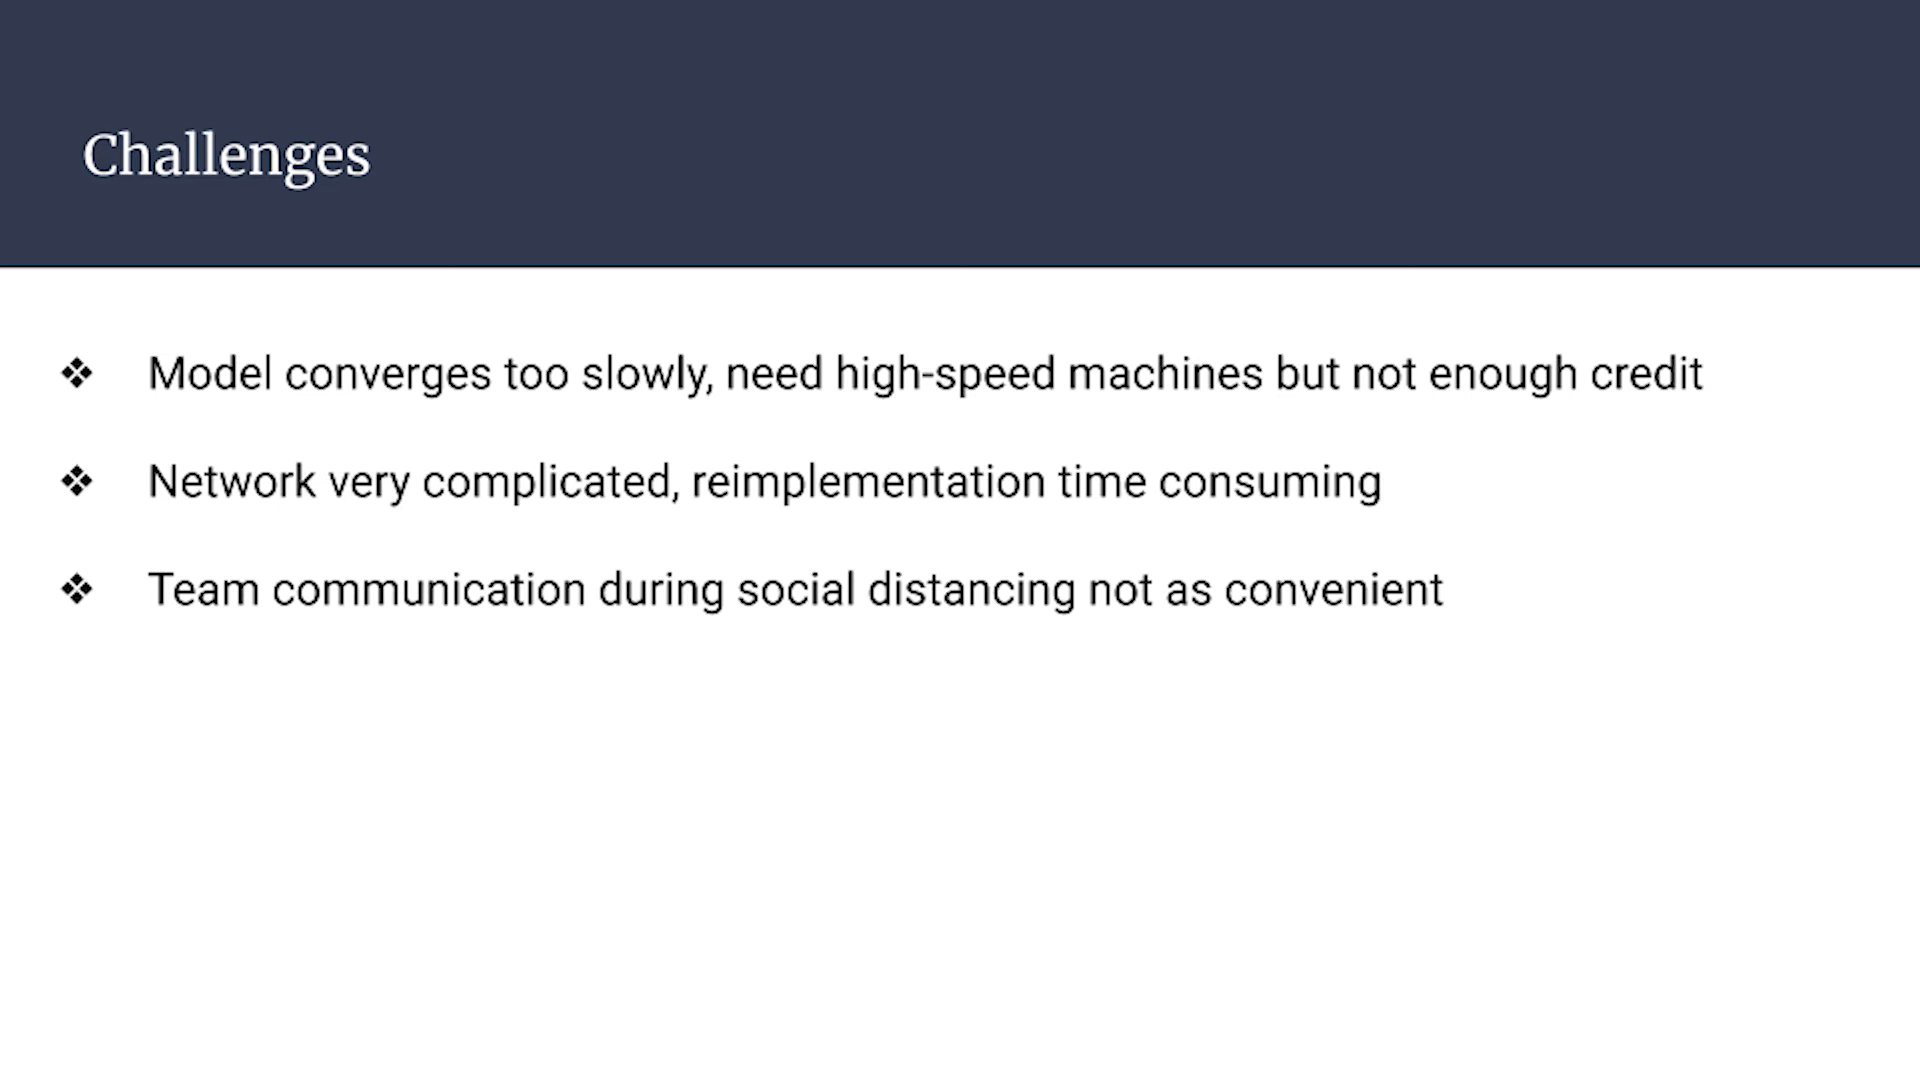 Challenges
❖ Model converges too slowly, need high-speed machines but not enough credit
❖ Network very complicated, reimplementation time consuming
❖ Team communication during social distancing not as convenient